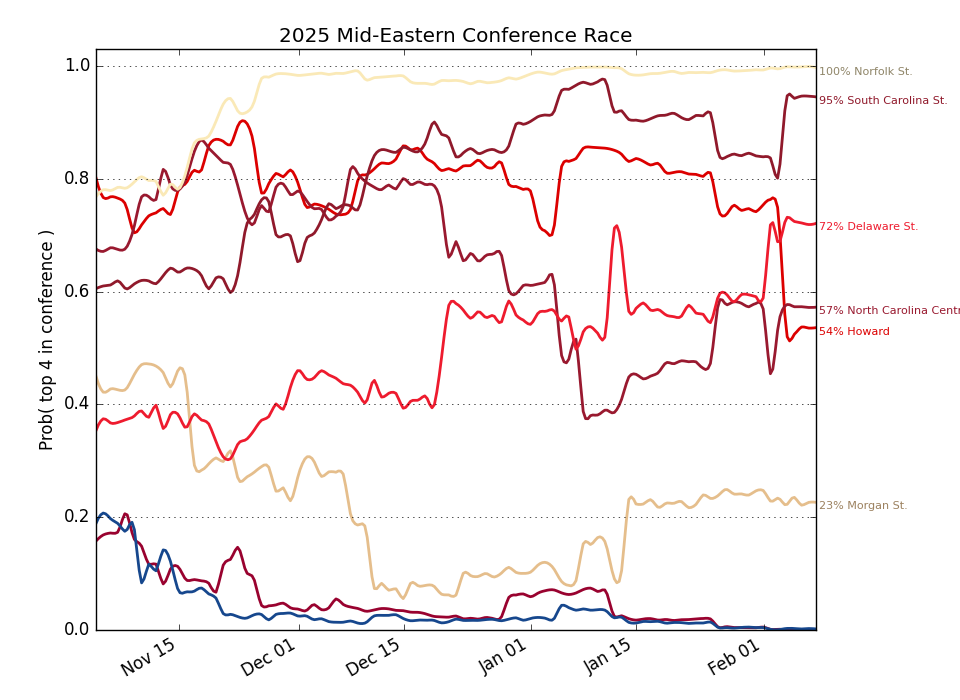 2025 Mid-Eastern Conference Race
Prob( top 4 in conference )
1.0
0.8
0.6
0.4
0.2
0.0
100% Norfolk St.
95% South Carolina St.
72% Delaware St.
57% North Carolina Centr
54% Howard
23% Morgan St.
Nov 15
Dec 01
Dec 15
Jan 01
Jan 15
Feb 01